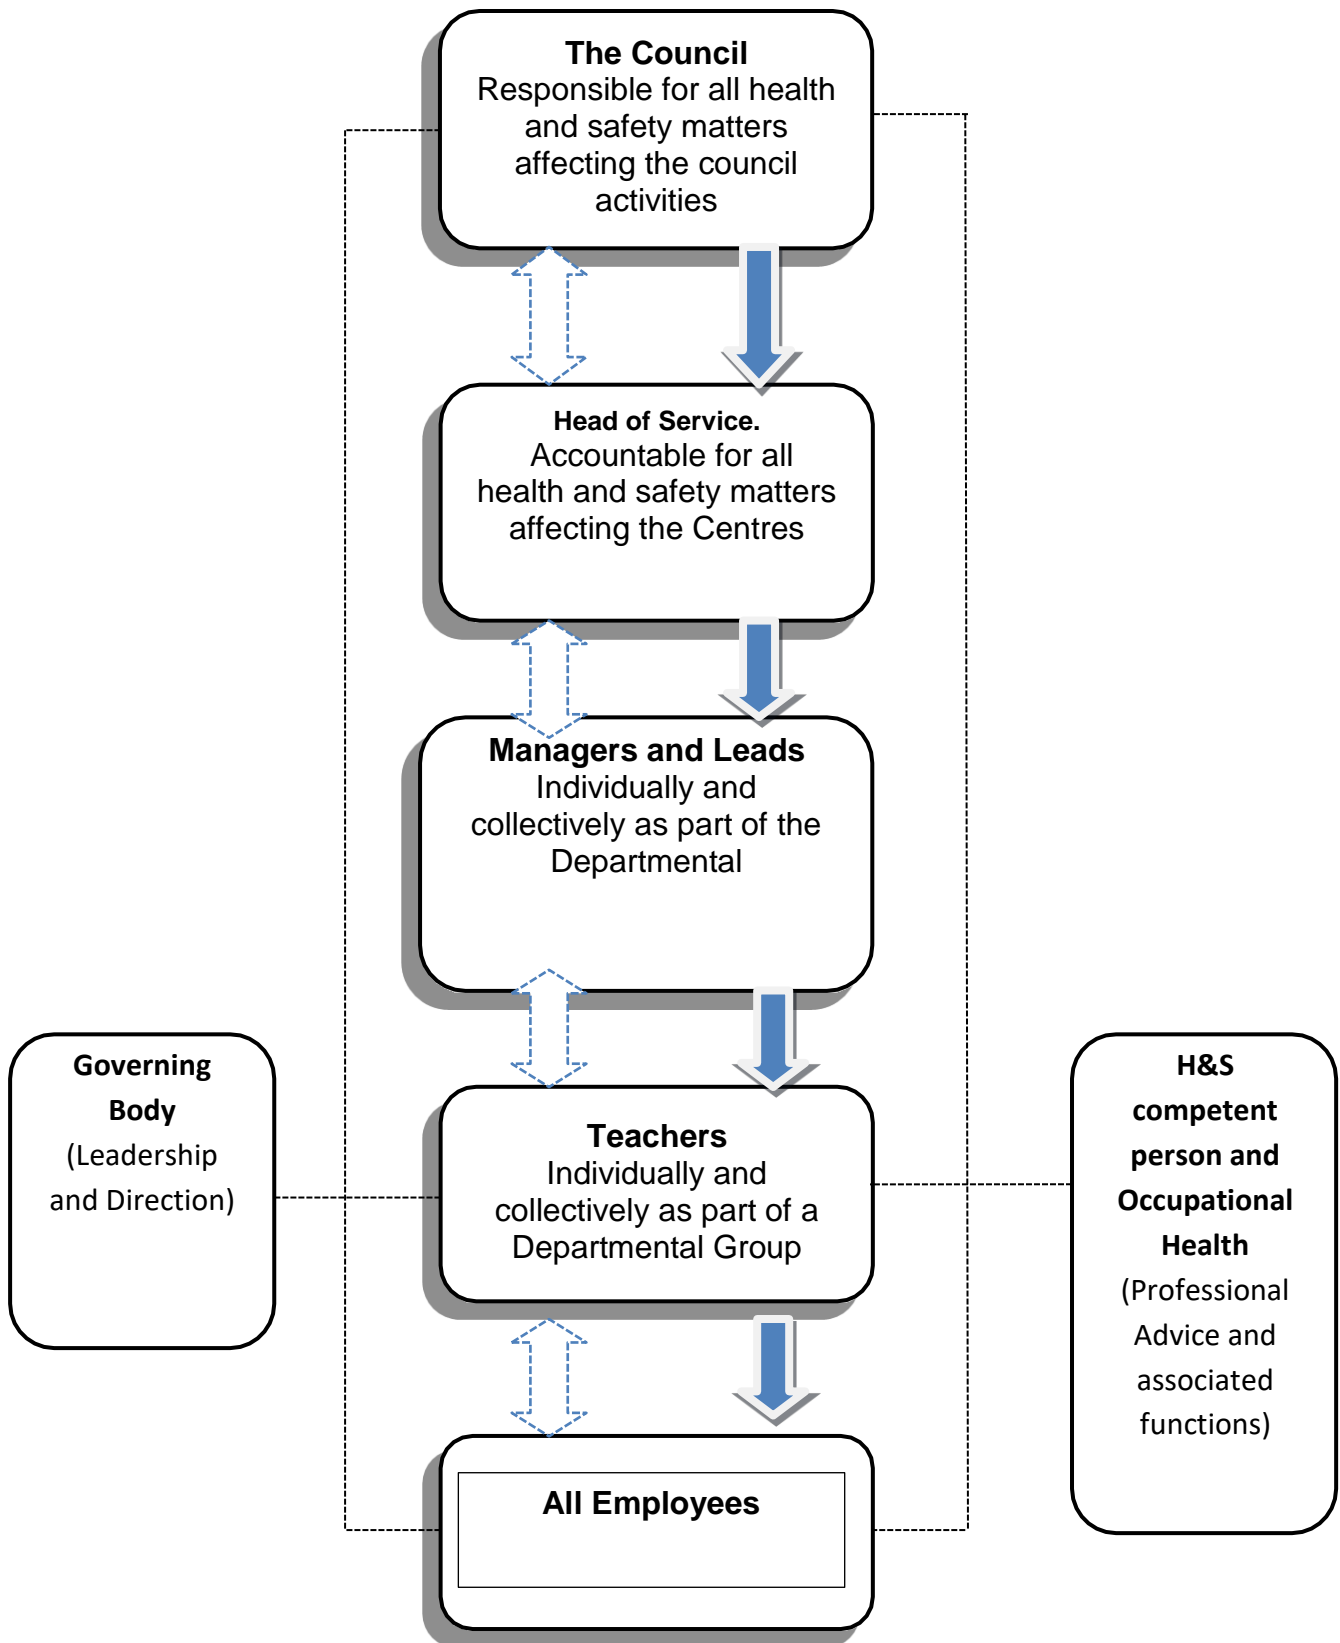 The Council
Responsible for all health
and safety matters
affecting the council
activities
Head of Service.
Accountable for all
health and safety matters
affecting the Centres
Managers and Leads
Individually and
collectively as part of the
Departmental
Governing
Body
(Leadership
and Direction)
Teachers
Individually and
collectively as part of a
Departmental Group
H&S
competent
person and
Occupational
Health
(Professional
Advice and
associated
functions)
All Employees